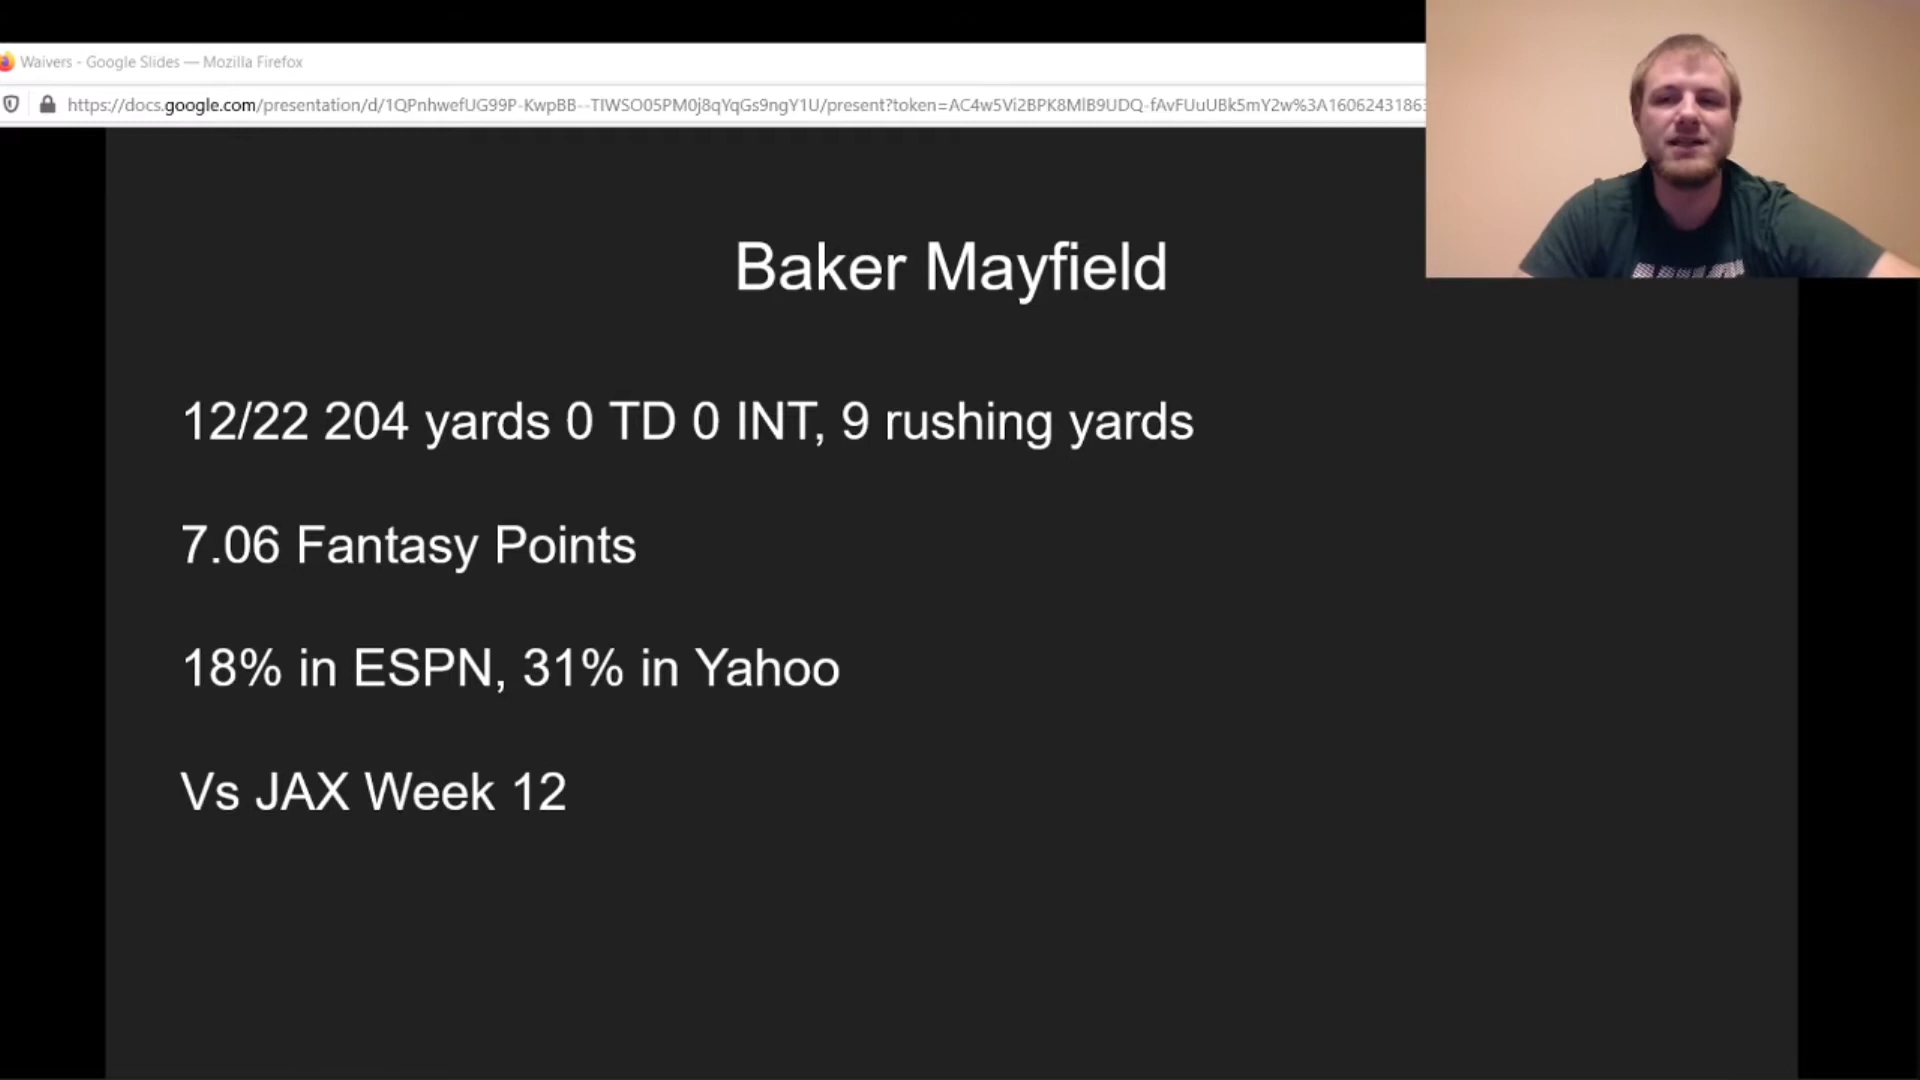 Waivers - Google Slides — Mozilla Firefox
https://docs.google.com/presentation/d/1QPnhwefUG99P-KwpBB--TIWSO05PM0j8qYqGs9ngY1U/present?token=AC4w5Vi2BPK8MlB9UDQ-fAvFUuUBk5mY2w%3A1606243186
Baker Mayfield
12/22 204 yards 0 TD 0 INT, 9 rushing yards
7.06 Fantasy Points
18% in ESPN, 31% in Yahoo
Vs JAX Week 12